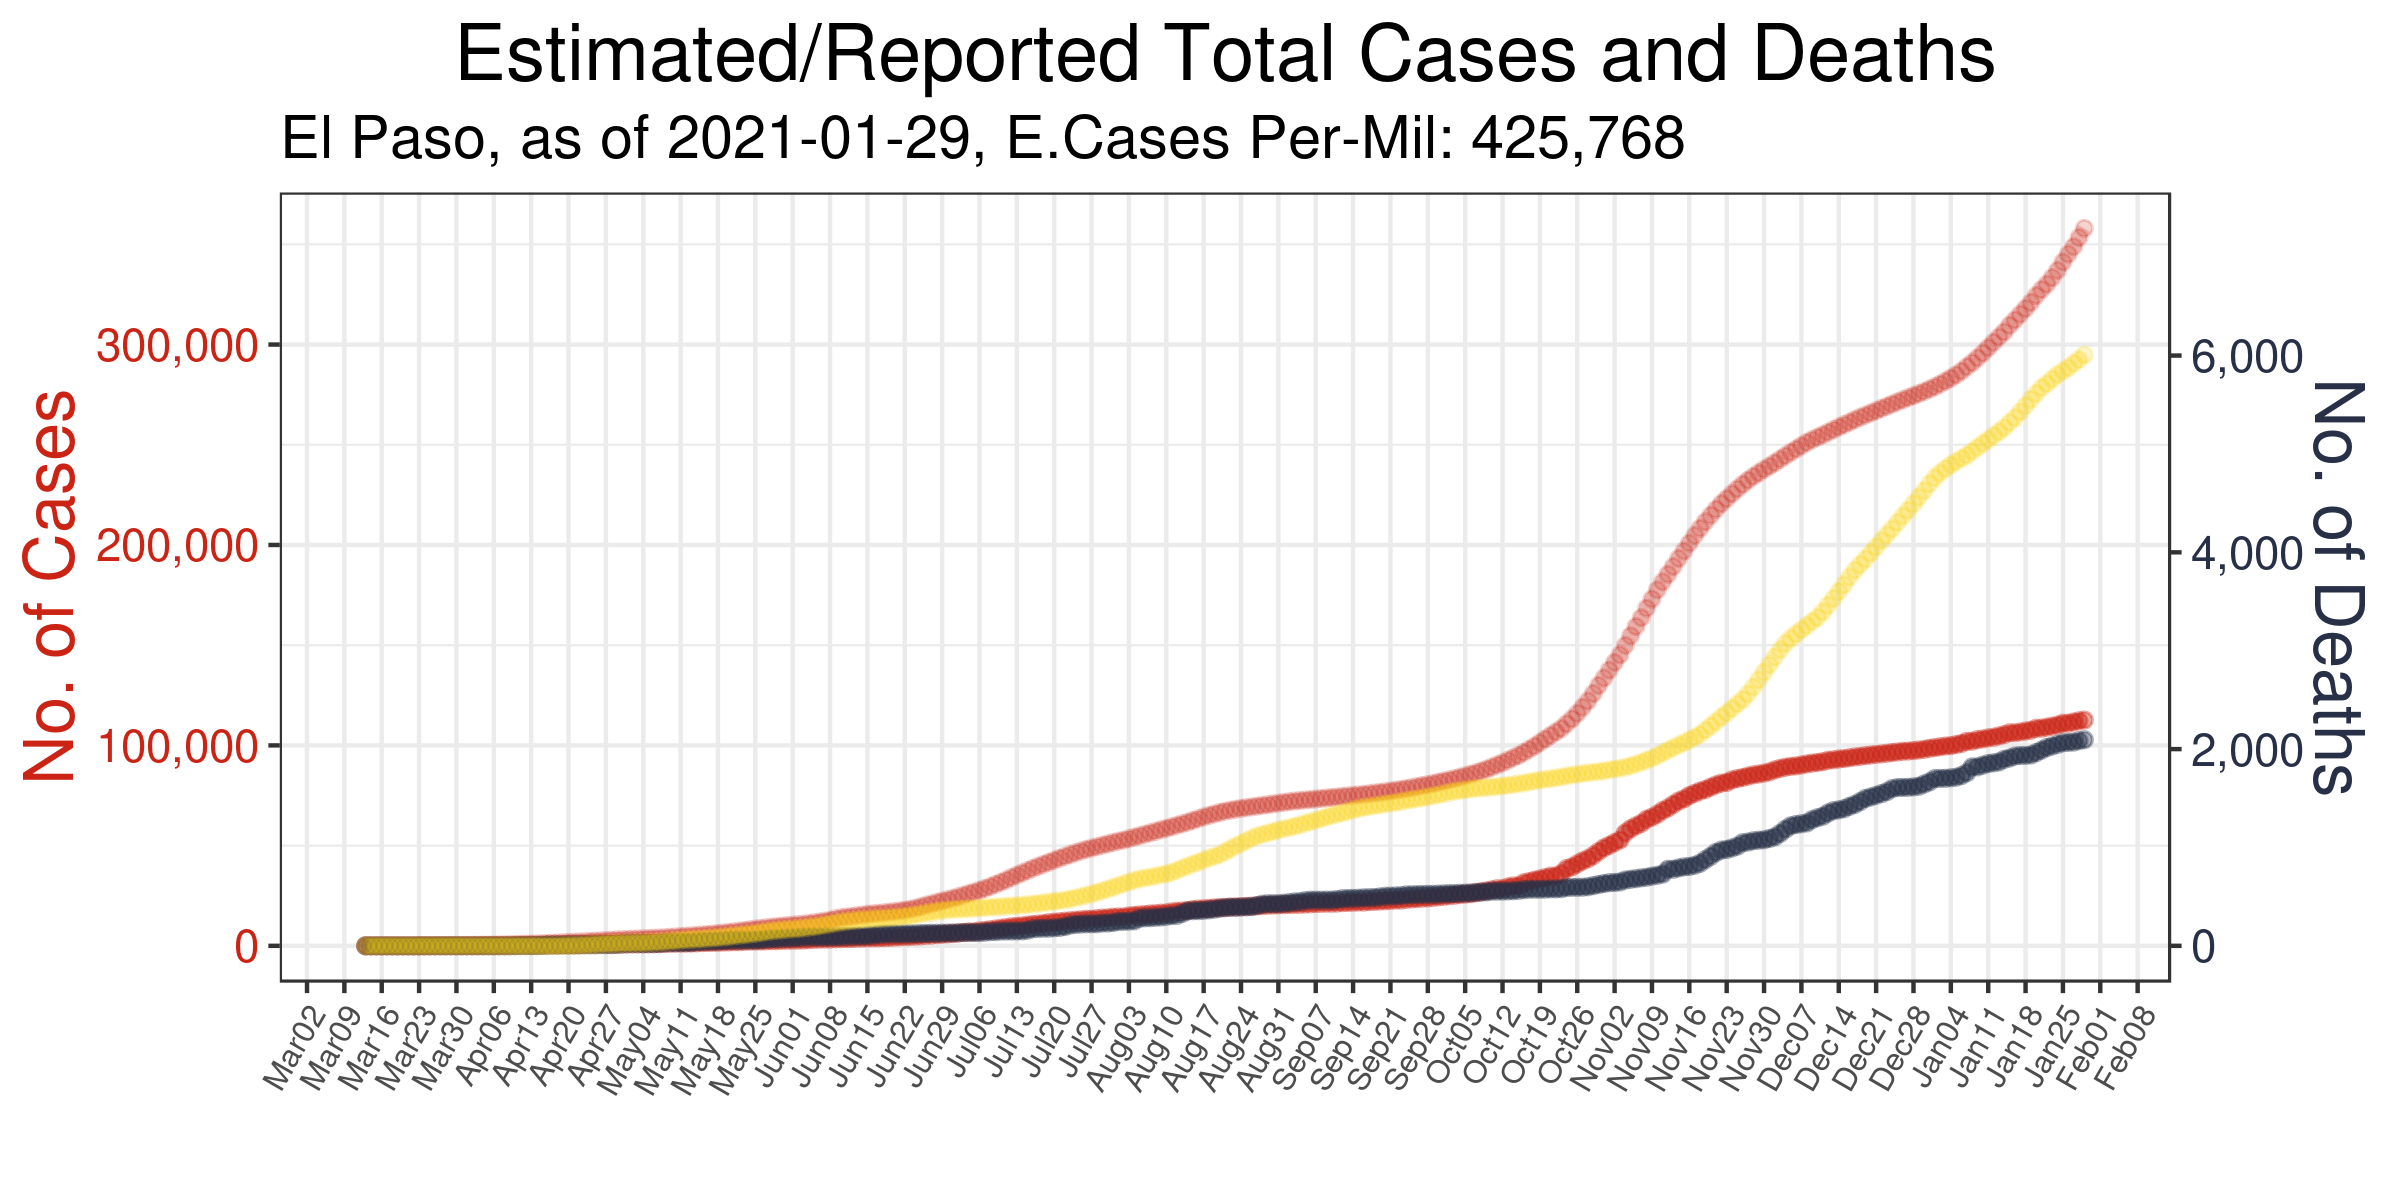 Estimated/Reported Total Cases and Deaths
El Paso, as of 2021-01-29, E.Cases Per-Mil: 425,768
No. of Cases
300,000
200,000
100,000
0
6,000
4,000
2,000
0
No. of Deaths
Mar02
Mar09
Mar16
Mar23
Mar30
Apr06
Apr13
Apr20
Apr27
May04
May11
May18
May25
Jun01
Jun08
Jun15
Jun22
Jun29
Jul06
Jul13
Jul20
Jul27
Aug03
Aug10
Aug17
Aug24
Aug31
Sep07
Sep14
Sep21
Sep28
Oct05
Oct12
Oct19
Oct26
Nov02
Nov09
Nov16
Nov23
Nov30
Dec07
Dec14
Dec21
Dec28
Jan04
Jan11
Jan18
Jan25
Feb01
Feb08